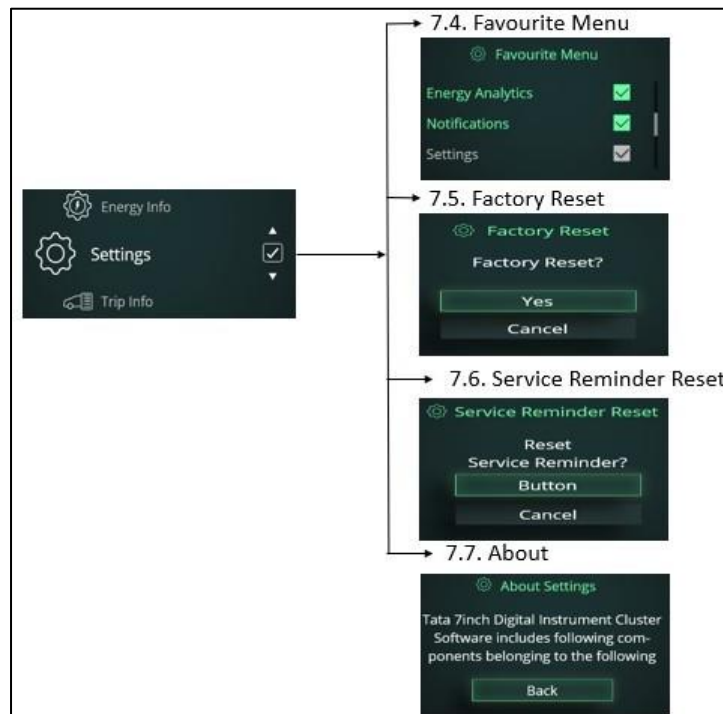 7.4. Favourite Menu
Favourite Menu
Energy Analytics
Notifications
Settings
Energy Info
Settings
Trip Info
7.5. Factory Reset
Factory Reset
Factory Reset?
Yes
Cancel
7.6. Service Reminder Reset
Service Reminder Reset
Reset
Service Reminder?
Button
Cancel
7.7. About
About Settings
Tata 7inch Digital Instrument Cluster
Software includes following com-
ponents belonging to the following
Back